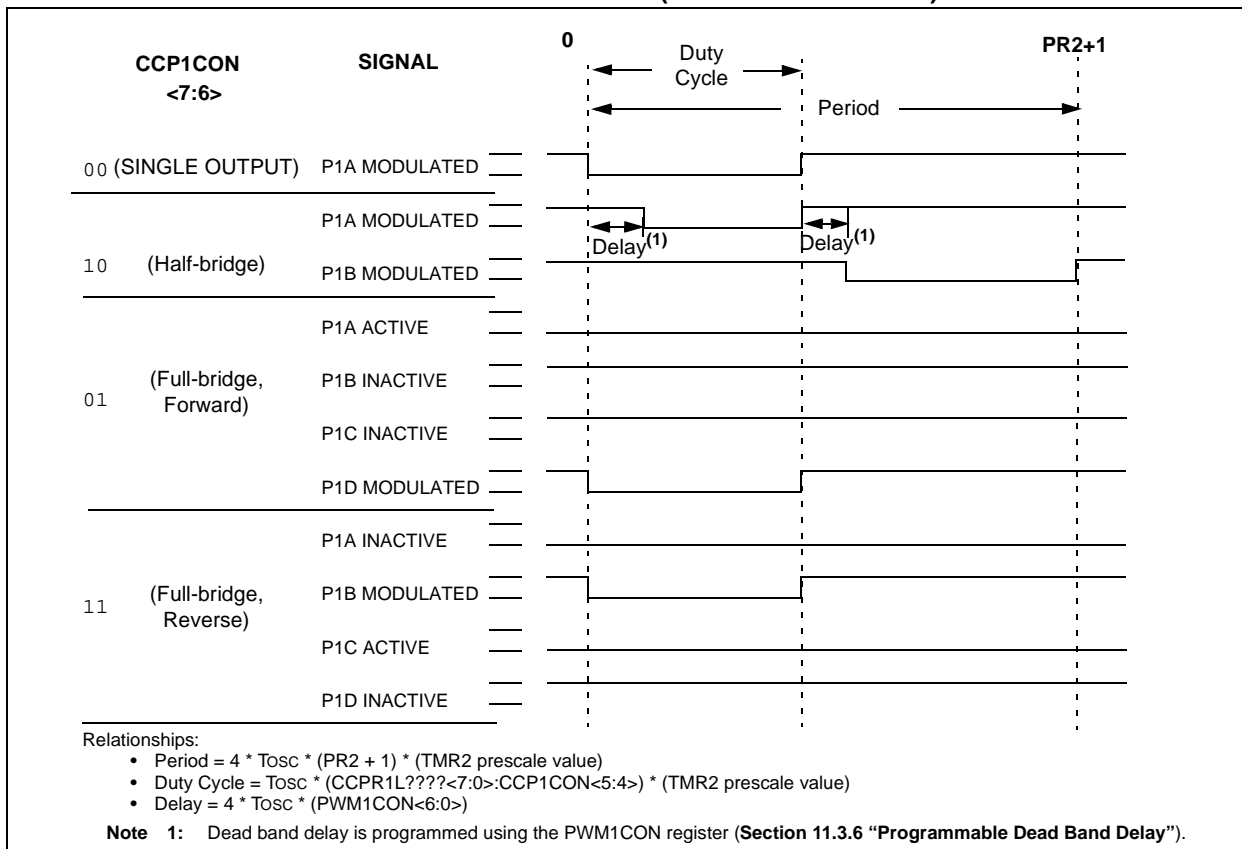 0
PR2+1
CCP1CON
<7:6>
SIGNAL
Duty
Cycle
Period
00 (SINGLE OUTPUT)
P1A MODULATED
P1A MODULATED
Delay(1)
Delay(1)
10
(Half-bridge)
P1B MODULATED
P1A ACTIVE
01
(Full-bridge,
Forward)
P1B INACTIVE
P1C INACTIVE
P1D MODULATED
P1A INACTIVE
11
(Full-bridge,
Reverse)
P1B MODULATED
P1C ACTIVE
P1D INACTIVE
Relationships:
• Period = 4 * TOSC * (PR2 + 1) * (TMR2 prescale value)
• Duty Cycle = TOSC * (CCPR1L????<7:0>:CCP1CON<5:4>) * (TMR2 prescale value)
• Delay = 4 * TOSC * (PWM1CON<6:0>)
Note 1: Dead band delay is programmed using the PWM1CON register (Section 11.3.6 “Programmable Dead Band Delay”).